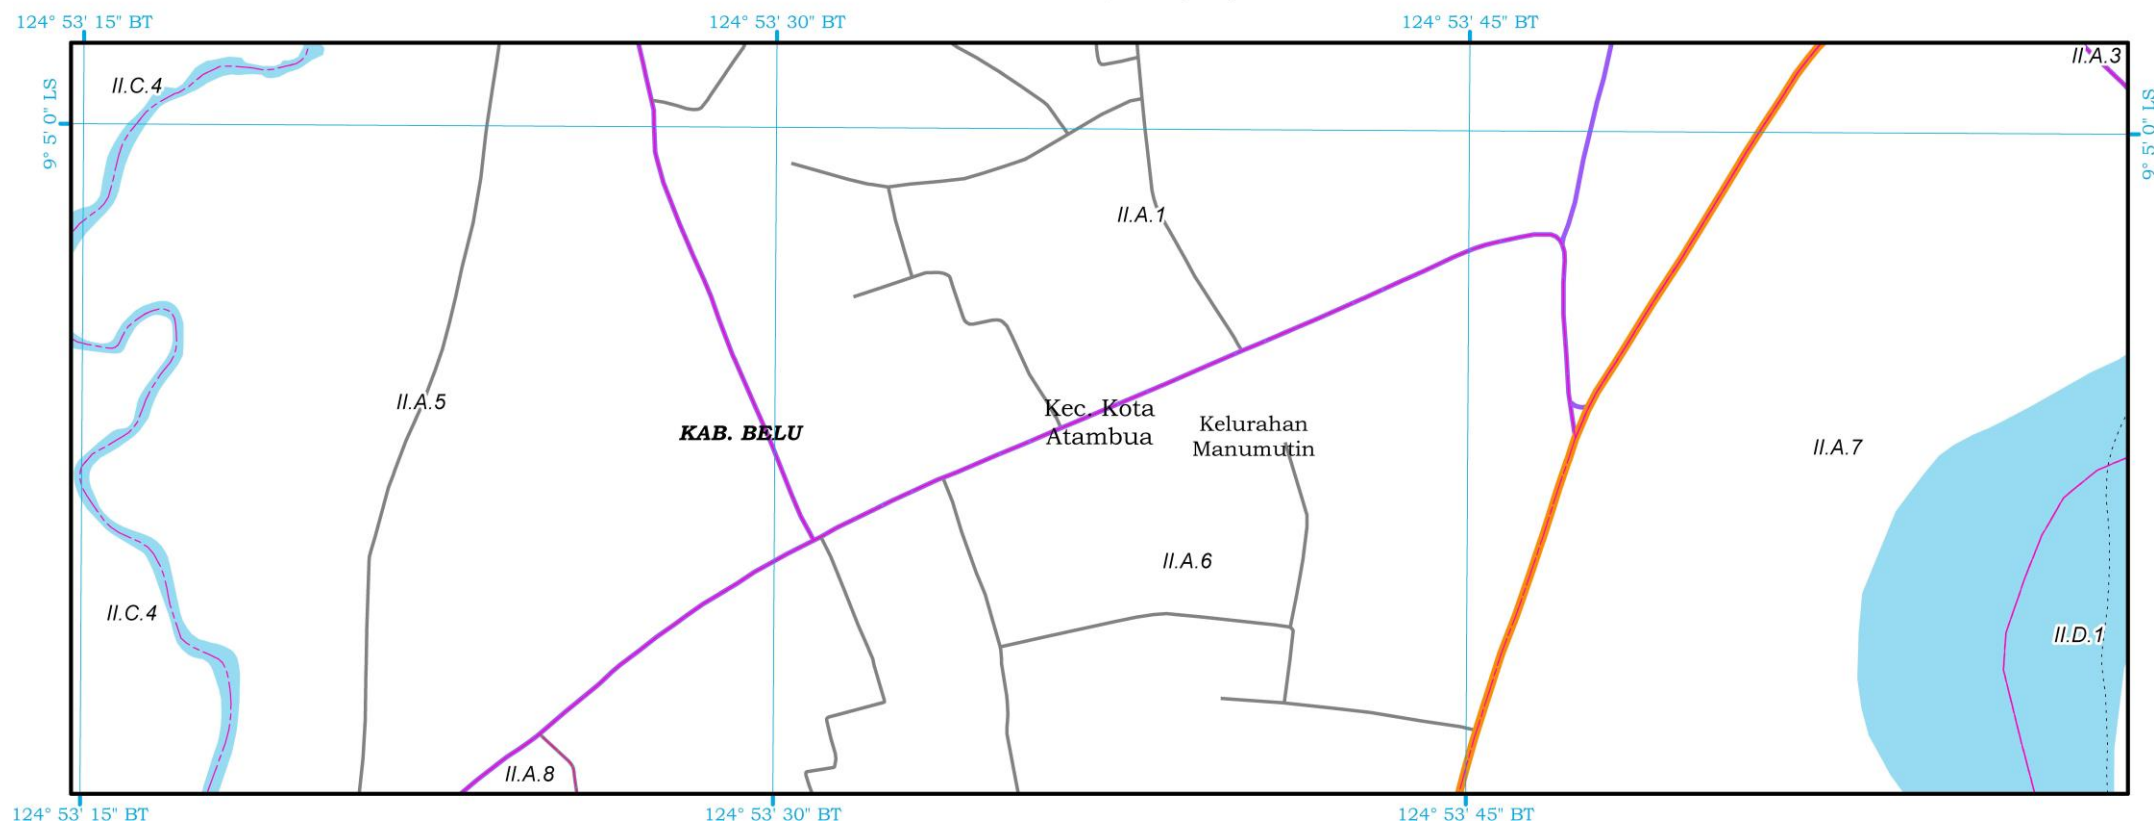 124° 53' 15" BT
124° 53' 30" BT
124° 53' 45" BT
II.A.3
II.C.4
9° 5' 0" LS
9° 5' 0" LS
II.A.1
II.A.5
KAB. BELU
Kec. Kota
Atambua
Kelurahan
Manumutin
II.A.7
II.A.6
II.C.4
II.D.1
II.A.8
124° 53' 15" BT
124° 53' 30" BT
124° 53' 45" BT